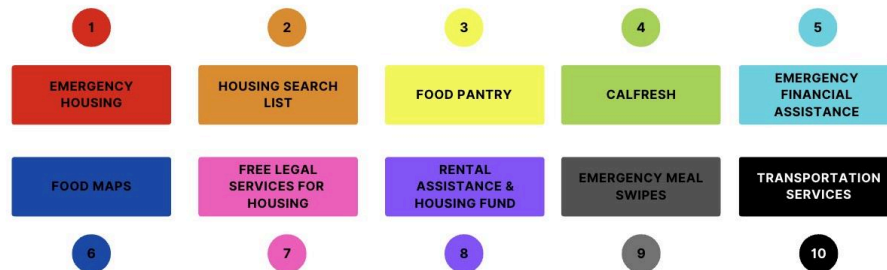 1
2
3
4
5
EMERGENCY
HOUSING
HOUSING SEARCH
LIST
FOOD PANTRY
CALFRESH
EMERGENCY
FINANCIAL
ASSISTANCE
FOOD MAPS
FREE LEGAL
SERVICES FOR
HOUSING
RENTAL
ASSISTANCE &
HOUSING FUND
EMERGENCY MEAL
SWIPES
TRANSPORTATION
SERVICES
6
7
8
9
10